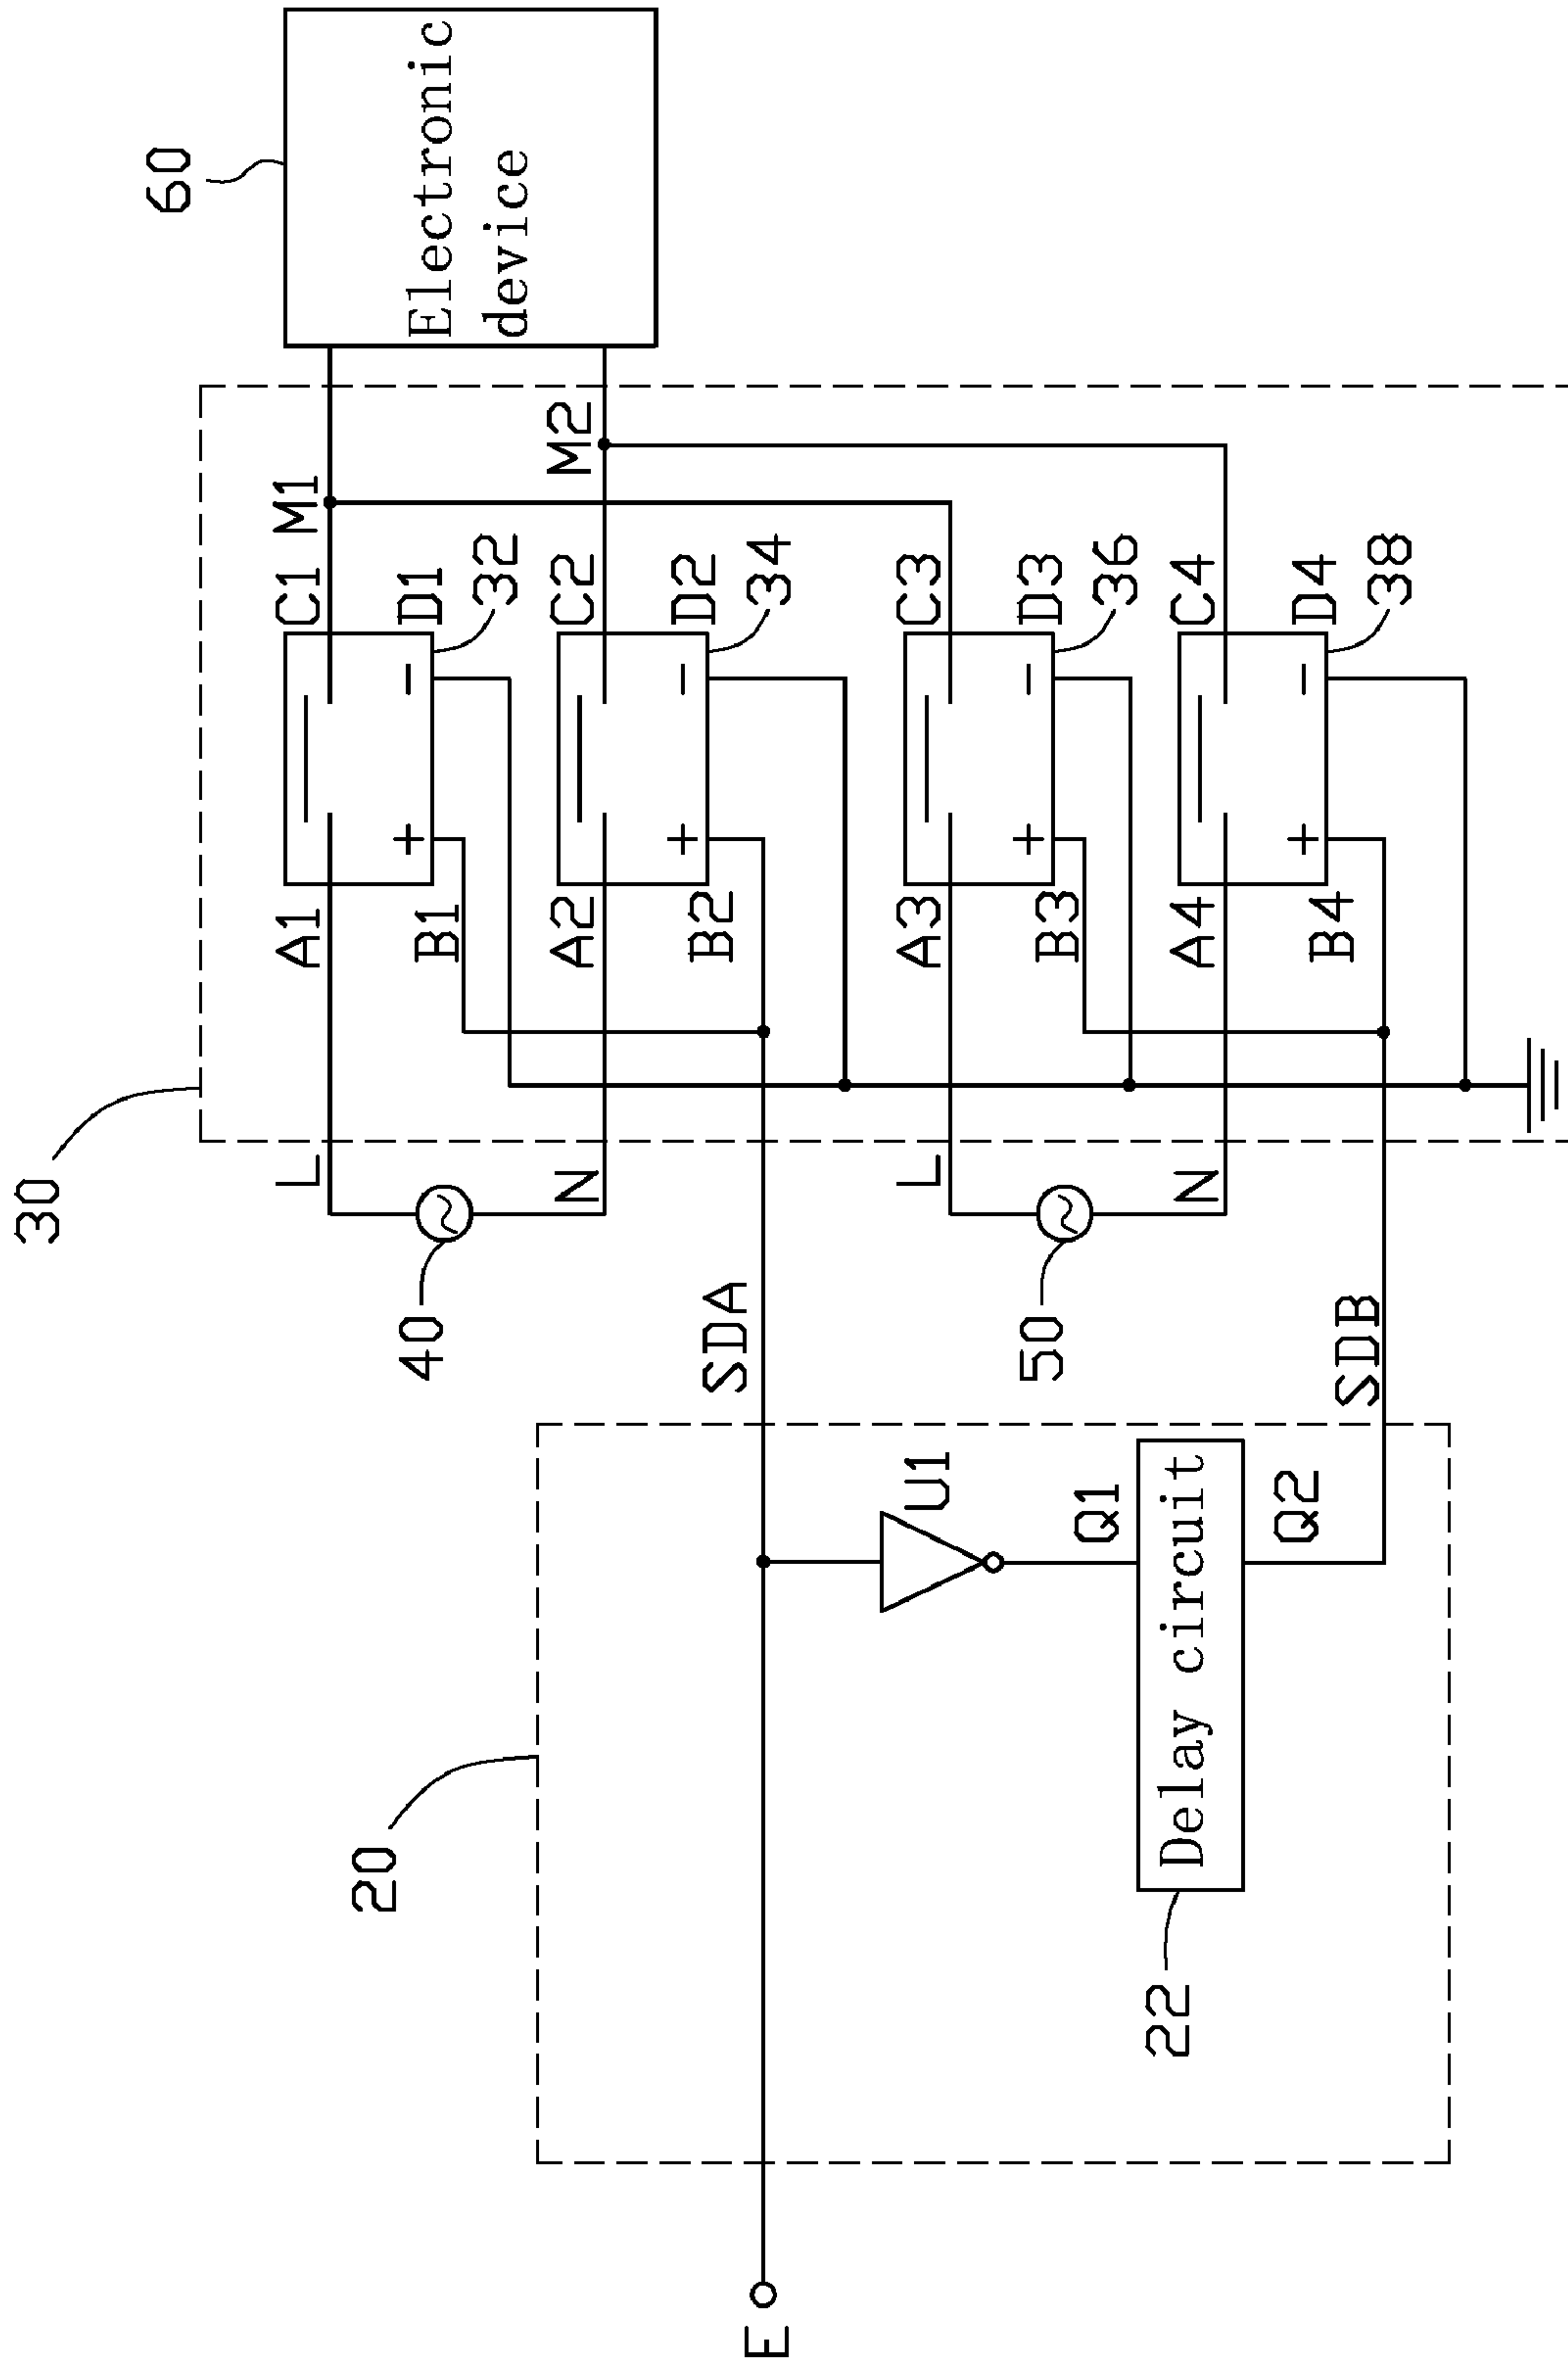 60
Electronic
device
30
M1
M2
C1
D1
32
C2
D2
34
C3
D3
36
C4
D4
38
A1
B1
A2
B2
A3
B3
A4
B4
+
−
+
−
+
−
+
−
L
N
L
N
40
50
SDA
SDB
20
U1
Q1
Delay circuit
Q2
22
E